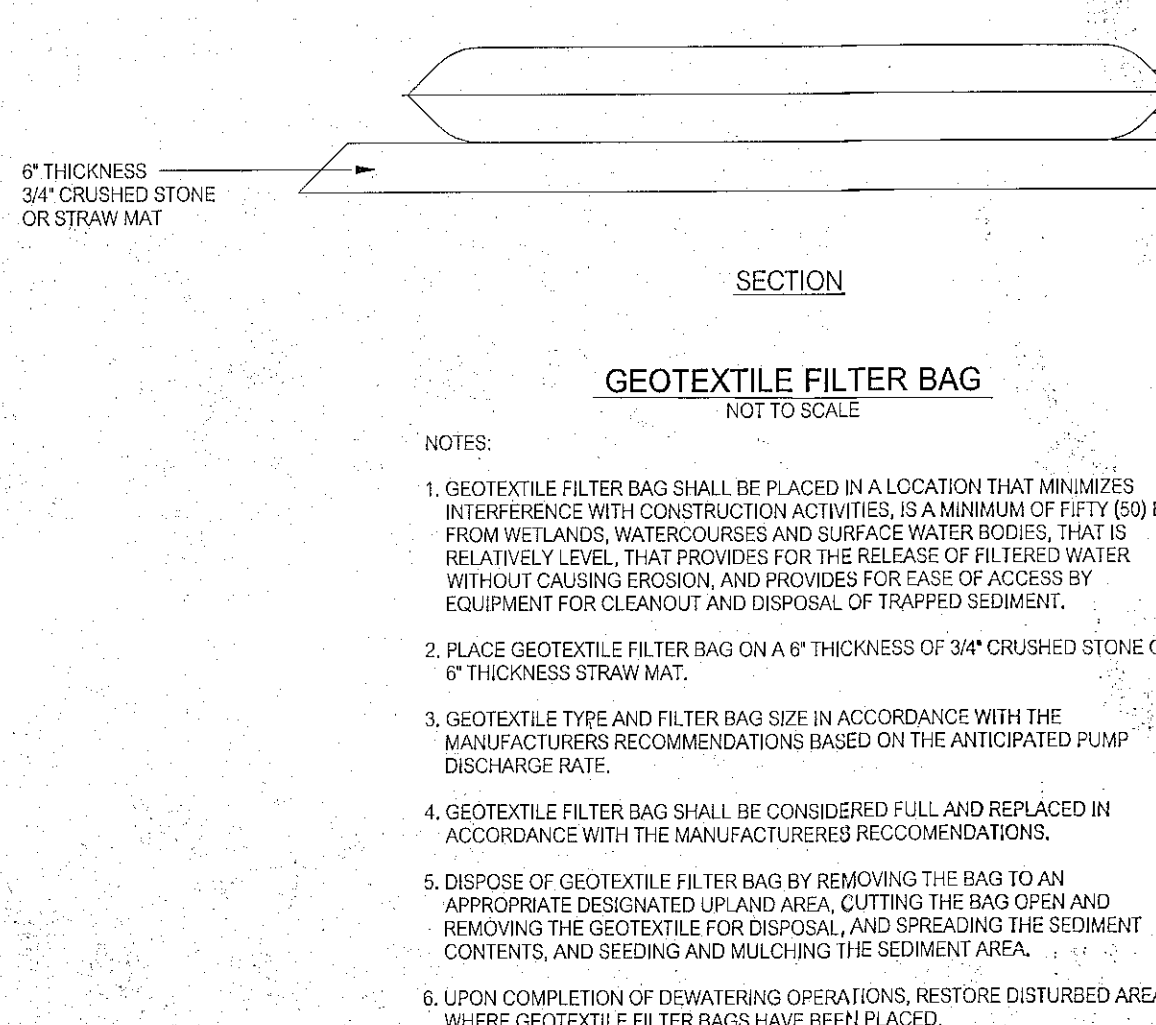 6" THICKNESS
3/4" CRUSHED STONE
OR STRAW MAT
SECTION
GEOTEXTILE FILTER BAG
NOT TO SCALE
NOTES:
1. GEOTEXTILE FILTER BAG SHALL BE PLACED IN A LOCATION THAT MINIMIZES
INTERFERENCE WITH CONSTRUCTION ACTIVITIES, IS A MINIMUM OF FIFTY (50)
FROM WETLANDS, WATERCOURSES AND SURFACE WATER BODIES, THAT IS
RELATIVELY LEVEL, THAT PROVIDES FOR THE RELEASE OF FILTERED WATER
WITHOUT CAUSING EROSION, AND PROVIDES FOR EASE OF ACCESS BY
EQUIPMENT FOR CLEANOUT AND DISPOSAL OF TRAPPED SEDIMENT.
2. PLACE GEOTEXTILE FILTER BAG ON A 6" THICKNESS OF 3/4" CRUSHED STONE
6" THICKNESS STRAW MAT.
3. GEOTEXTILE TYPE AND FILTER BAG SIZE IN ACCORDANCE WITH THE
MANUFACTURERS RECOMMENDATIONS BASED ON THE ANTICIPATED PUMP
DISCHARGE RATE.
4. GEOTEXTILE FILTER BAG SHALL BE CONSIDERED FULL AND REPLACED IN
ACCORDANCE WITH THE MANUFACTURERES RECCOMENDATIONS.
5. DISPOSE OF GEOTEXTILE FILTER BAG BY REMOVING THE BAG TO AN
APPROPRIATE DESIGNATED UPLAND AREA, CUTTING THE BAG OPEN AND
REMOVING THE GEOTEXTILE FOR DISPOSAL, AND SPREADING THE SEDIMENT
CONTENTS, AND SEEDING AND MULCHING THE SEDIMENT AREA.
6. UPON COMPLETION OF DEWATERING OPERATIONS, RESTORE DISTURBED AREA
WHERE GEOTEXTILE FILTER BAGS HAVE BEEN PLACED.